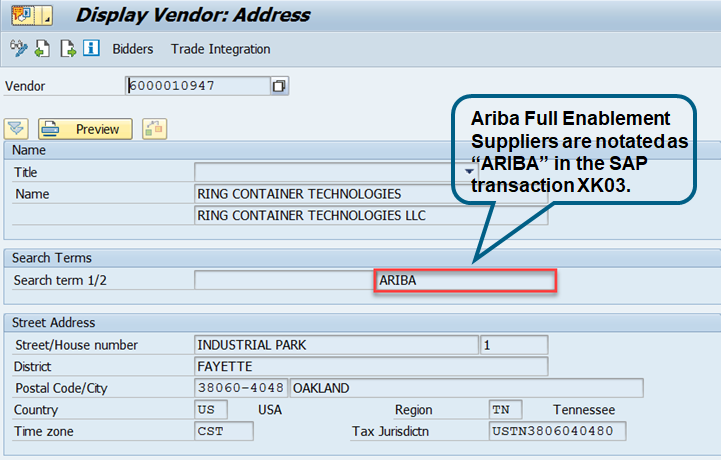 Display Vendor: Address
Bidders Trade Integration
Vendor 6000010947
Preview
Ariba Full Enablement
Suppliers are notated as
“ARIBA” in the SAP
transaction XK03.
Name
Title
Name RING CONTAINER TECHNOLOGIES
RING CONTAINER TECHNOLOGIES LLC
Search Terms
Search term 1/2 ARIBA
Street Address
Street/House number INDUSTRIAL PARK 1
District FAYETTE
Postal Code/City 38060-4048 OAKLAND
Country US USA Region TN Tennessee
Time zone CST Tax Jurisdictn USTN3806040480